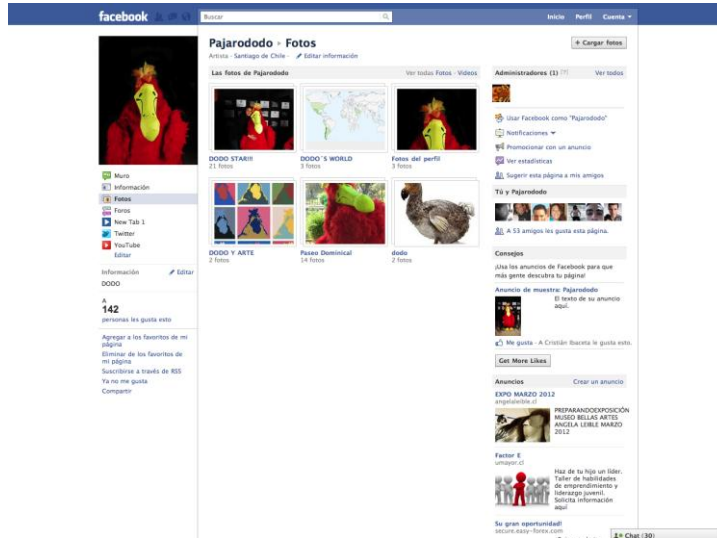 facebook
Buscar
Inicio Perfil Cuenta
Pajarododo › Fotos
Artista · Santiago de Chile · Editar información
+ Cargar fotos
Las fotos de Pajarododo
Ver todas Fotos · Videos
DODO STAR!!!
21 fotos
DODO´S WORLD
3 fotos
Fotos del perfil
3 fotos
DODO Y ARTE
2 fotos
Paseo Dominical
14 fotos
dodo
2 fotos
Muro
Información
Fotos
Foros
New Tab 1
Twitter
YouTube
Editar
Información
Editar
DODO
A
142
personas les gusta esto
Agregar a los favoritos de mi
página
Eliminar de los favoritos de
mi página
Suscribirse a través de RSS
Ya no me gusta
Compartir
Administradores (1) [?]
Ver todos
Usar Facebook como "Pajarododo"
Notificaciones
Promocionar con un anuncio
Ver estadísticas
Sugerir esta página a mis amigos
Tú y Pajarododo
A 53 amigos les gusta esta página.
Consejos
¡Usa los anuncios de Facebook para que
más gente descubra tu página!
Anuncio de muestra: Pajarododo
El texto de su anuncio
aquí.
Me gusta · A Cristián Ibaceta le gusta esto.
Get More Likes
Anuncios
Crear un anuncio
EXPO MARZO 2012
angelaleible.cl
PREPARANDOEXPOSICIÓN
MUSEO BELLAS ARTES
ANGELA LEIBLE MARZO
2012
Factor E
umayor.cl
Haz de tu hijo un líder.
Taller de habilidades
de emprendimiento y
liderazgo juvenil.
Solicita información
aquí
Su gran oportunidad!
secure.easy-forex.com
Chat (30)